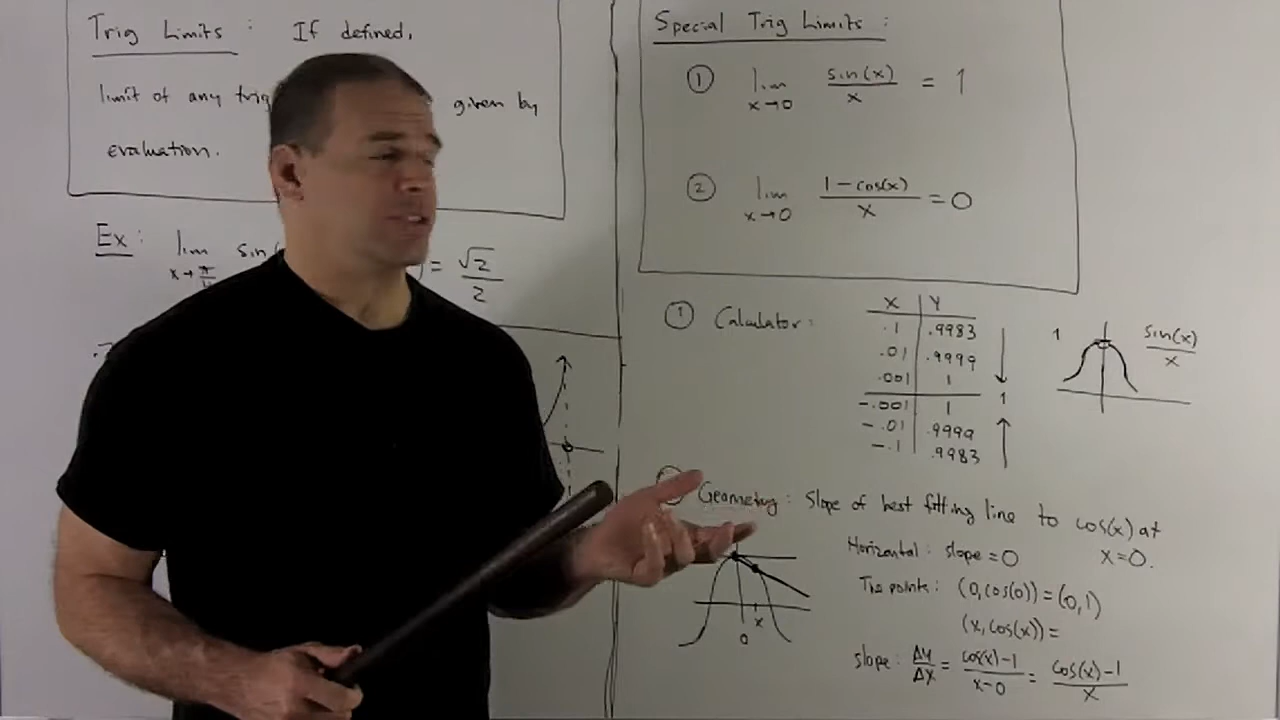 Trig Limits : If defined,
limit of any trig given by
evaluation.
Ex: lim sin( ) = √2/2
x→π/4
Special Trig Limits :
① lim sin(x)/x = 1
x→0
② lim 1-cos(x)/x = 0
x→0
① Calculator:
X | Y
.1 | .9983
.01 | .9999
.001 | 1
1
-.001 | 1
-.01 | .9999
-.1 | .9983
1 sin(x)/x
Geometry: Slope of best fitting line to cos(x) at
x=0.
Horizontal: slope = 0
Two points: (0, cos(0)) = (0,1)
(x, cos(x)) =
slope: Δy/Δx = cos(x)-1/x-0 = cos(x)-1/x
0 x